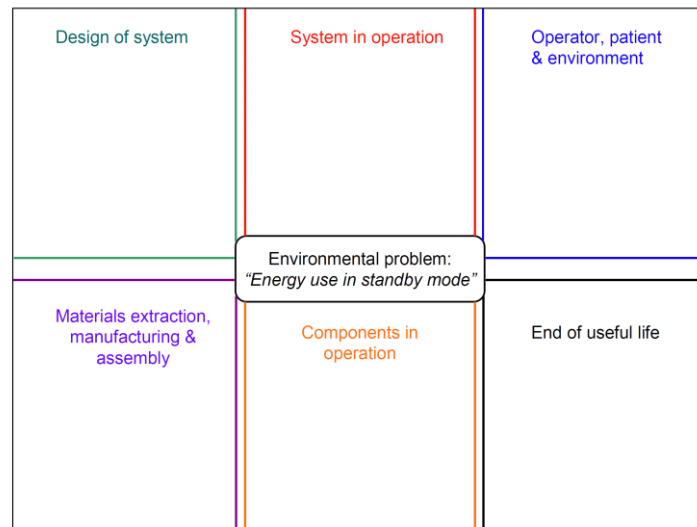 Design of system
System in operation
Operator, patient
& environment
Environmental problem:
“Energy use in standby mode”
Materials extraction,
manufacturing &
assembly
Components in
operation
End of useful life